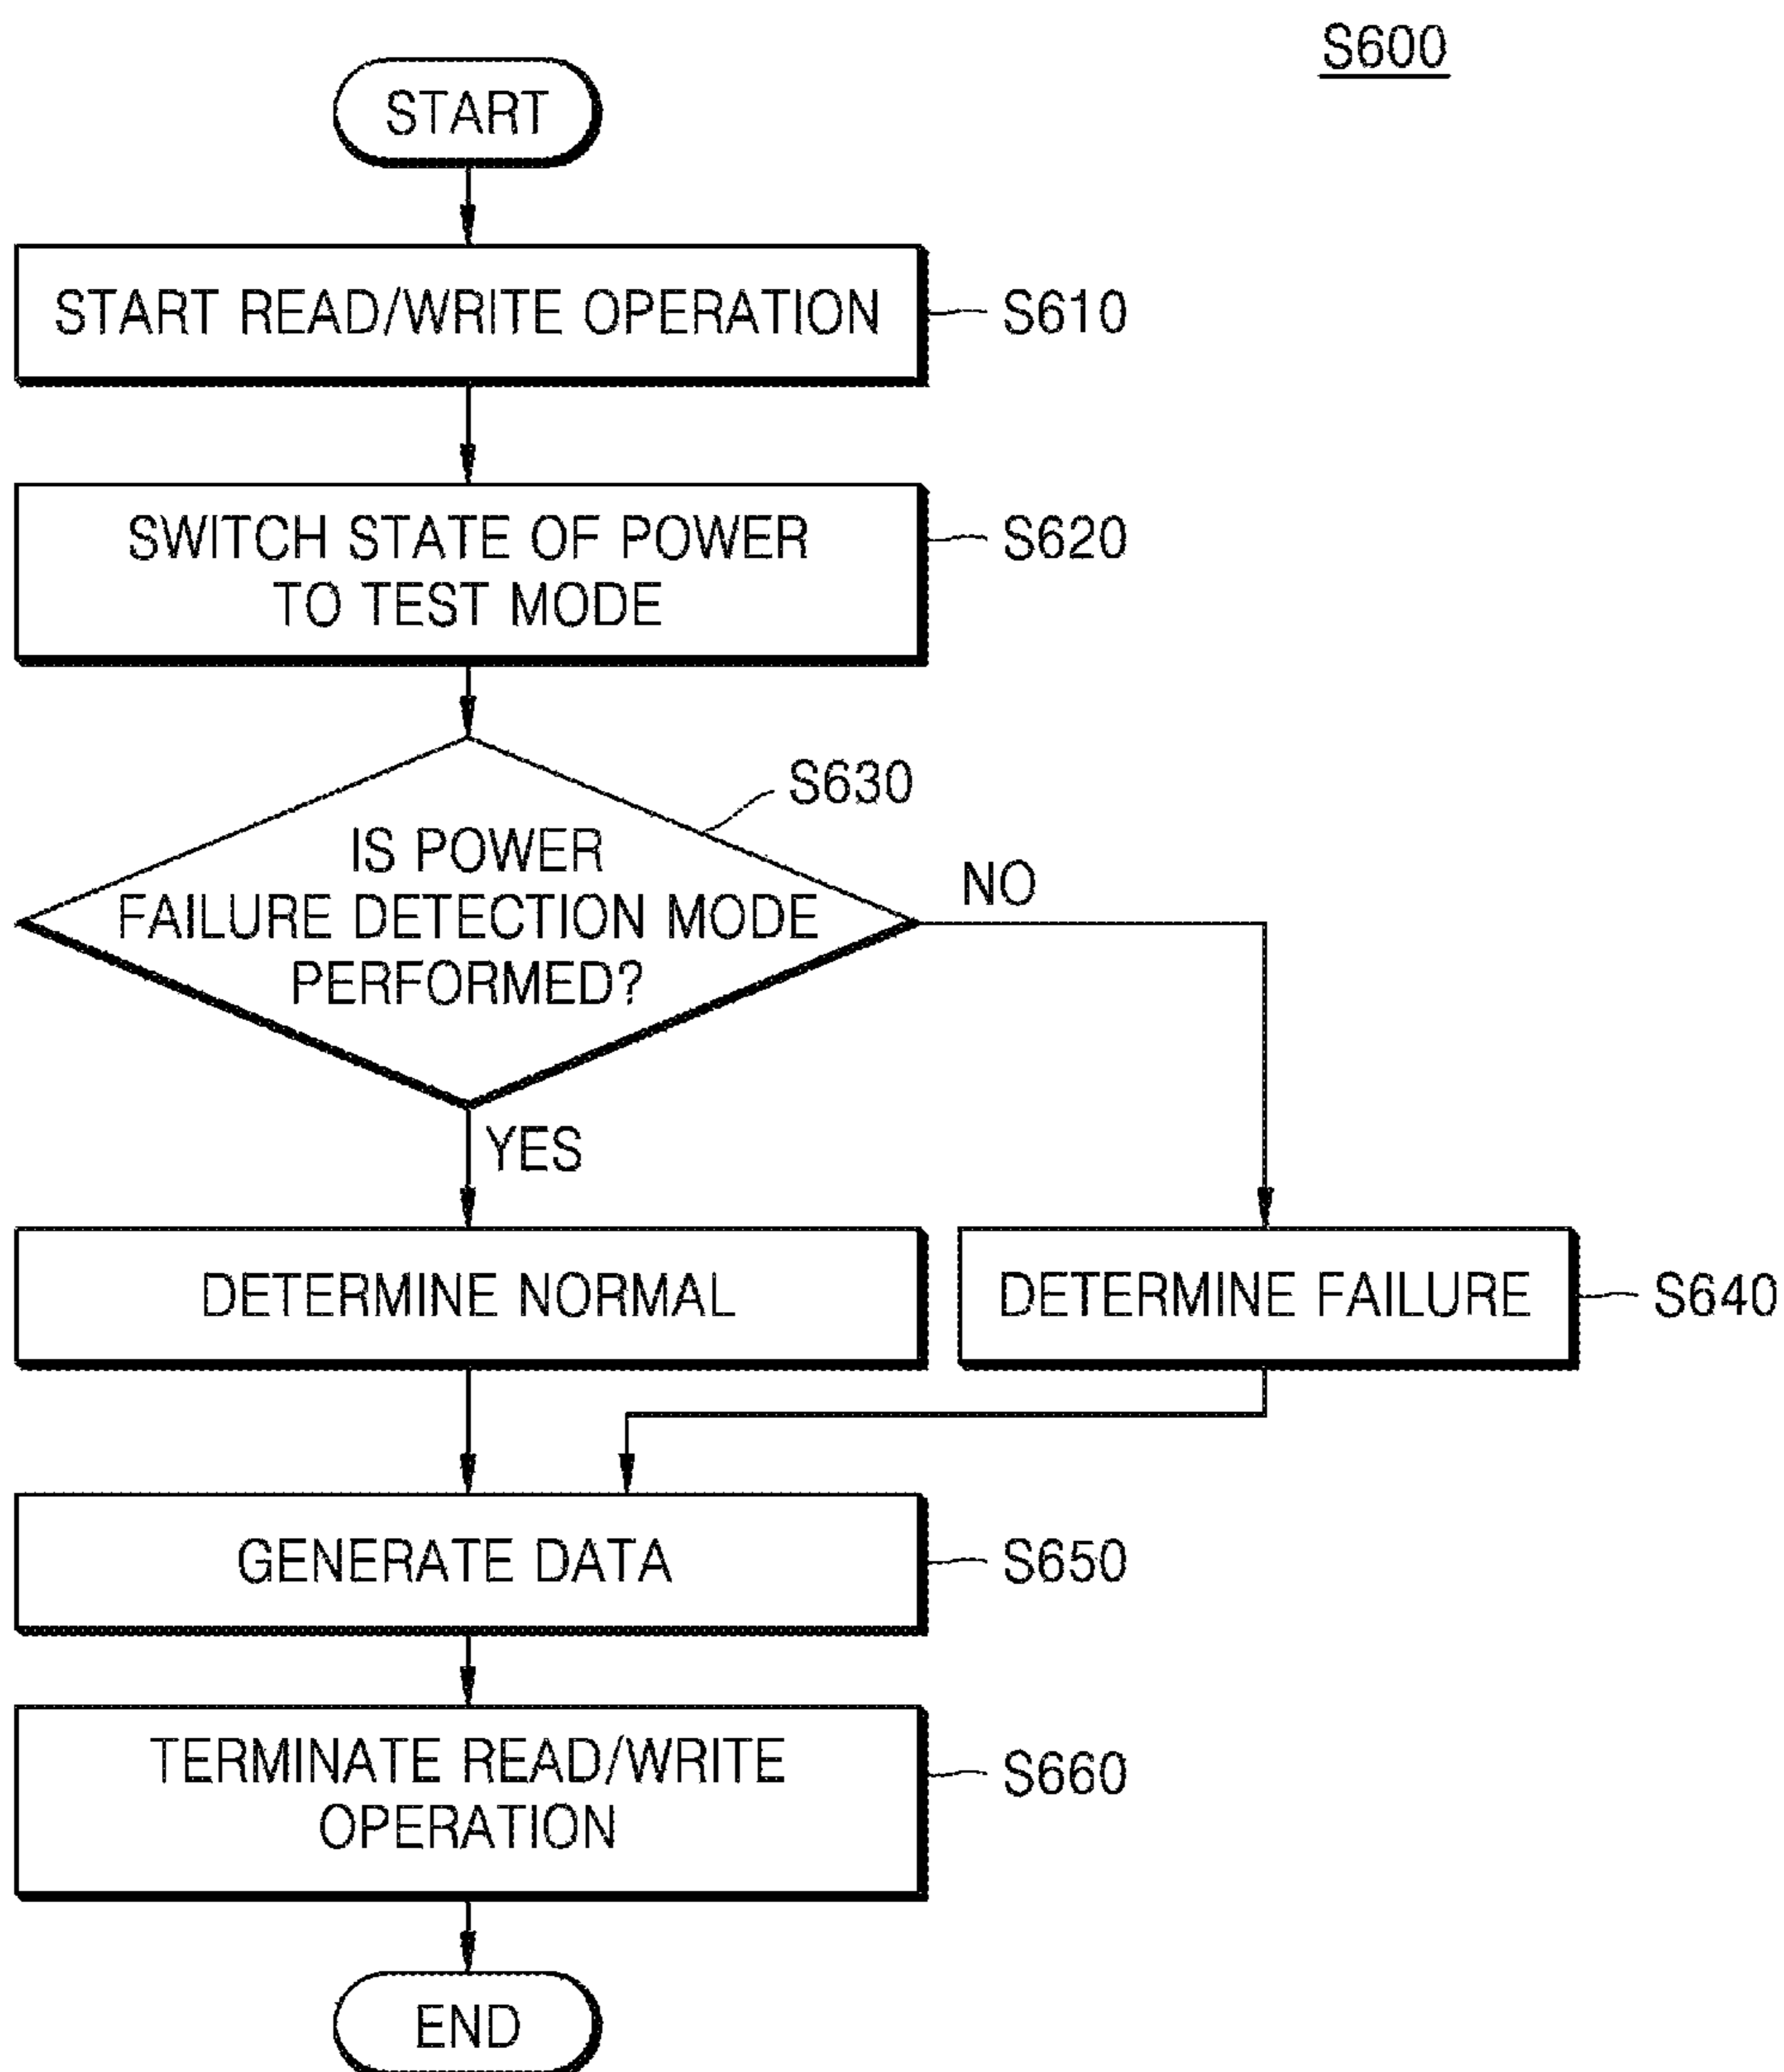 S600
START
START READ/WRITE OPERATION
S610
SWITCH STATE OF POWER
TO TEST MODE
S620
S630
IS POWER
FAILURE DETECTION MODE
PERFORMED?
NO
YES
DETERMINE NORMAL
DETERMINE FAILURE
S640
GENERATE DATA
S650
TERMINATE READ/WRITE
OPERATION
S660
END